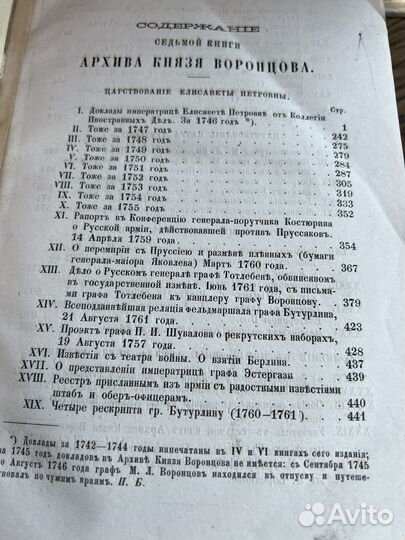 СОДЕРЖАНІЕ
СЕДЬМОЙ КНИГИ
АРХИВА КНЯЗЯ ВОРОНЦОВА.
ЦАРСТВОВАНІЕ ЕЛИСАВЕТЫ ПЕТРОВНЫ.
Стр.
I. Доклады императрицѣ Елисаветѣ Петровнѣ отъ Коллегіи
Иностранныхъ Дѣлъ. За 1746 годъ *). 1
II. Тоже за 1747 годъ 242
III. Тоже за 1748 годъ 275
IV. Тоже за 1749 годъ 279
V. Тоже за 1750 годъ 284
VI. Тоже за 1751 годъ 287
VII. Тоже за 1752 годъ 305
VIII. Тоже за 1753 годъ 319
IX. Тоже за 1754 годъ 333
X. Тоже за 1755 годъ 352
XI. Рапортъ въ Конференцію генерала-поручика Костюрина
о Русской арміи, дѣйствовавшей противъ Пруссаковъ.
14 Апрѣля 1759 года. 354
XII. О перемиріи съ Пруссіею и размѣнѣ плѣнныхъ (бумаги
генерала-маіора Яковлева) Мартъ 1760 года. 367
XIII. Дѣло о Русскомъ генералѣ графѣ Тотлебенѣ, обвиненномъ
въ государственной измѣнѣ. Іюнь 1761 года, съ письмами
графа Тотлебена къ канцлеру графу Воронцову. 379
XIV. Всеподданнѣйшая реляція Фельдмаршала графа Бутурлина,
21 Августа 1761 года. 423
XV. Проэктъ графа П. И. Шувалова о рекрутскихъ наборахъ,
19 Августа 1757 года. 428
XVI. Извѣстія съ театра войны. О взятіи Берлина. 437
XVII. О представленіи императрицѣ графа Эстергази 439
XVIII. Реестръ присланнымъ изъ арміи съ радостными извѣстіями
штабъ и оберъ-офицерамъ. 440
XIX. Четыре рескрипта гр. Бутурлину (1760—1761). 441
*) Доклады за 1742—1744 годы напечатаны въ IV и VI книгахъ сего изданія;
за 1745 годъ докладовъ въ Архивѣ Князя Воронцова не имѣется: съ Сентября 1745
по Августъ 1746 года графъ М. Л. Воронцовъ находился въ отпуску и путеше-
ствовалъ по чужимъ краямъ. П. Б.
Avito